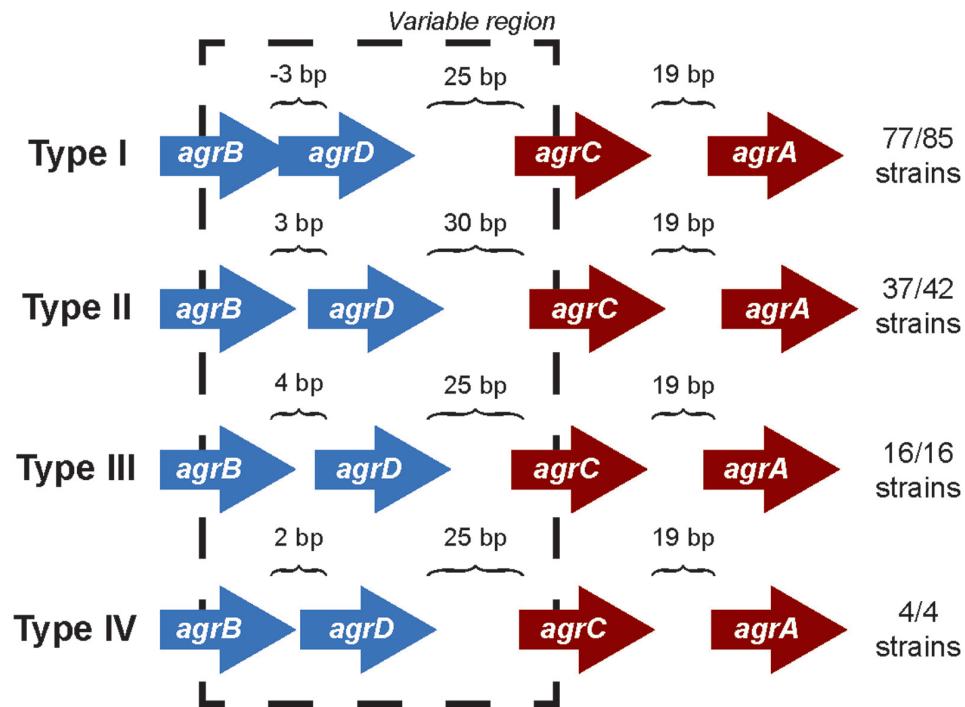 Variable region
-3 bp 25 bp 19 bp
Type I agrB agrD agrC agrA 77/85
strains
3 bp 30 bp 19 bp
Type II agrB agrD agrC agrA 37/42
strains
4 bp 25 bp 19 bp
Type III agrB agrD agrC agrA 16/16
strains
2 bp 25 bp 19 bp
Type IV agrB agrD agrC agrA 4/4
strains